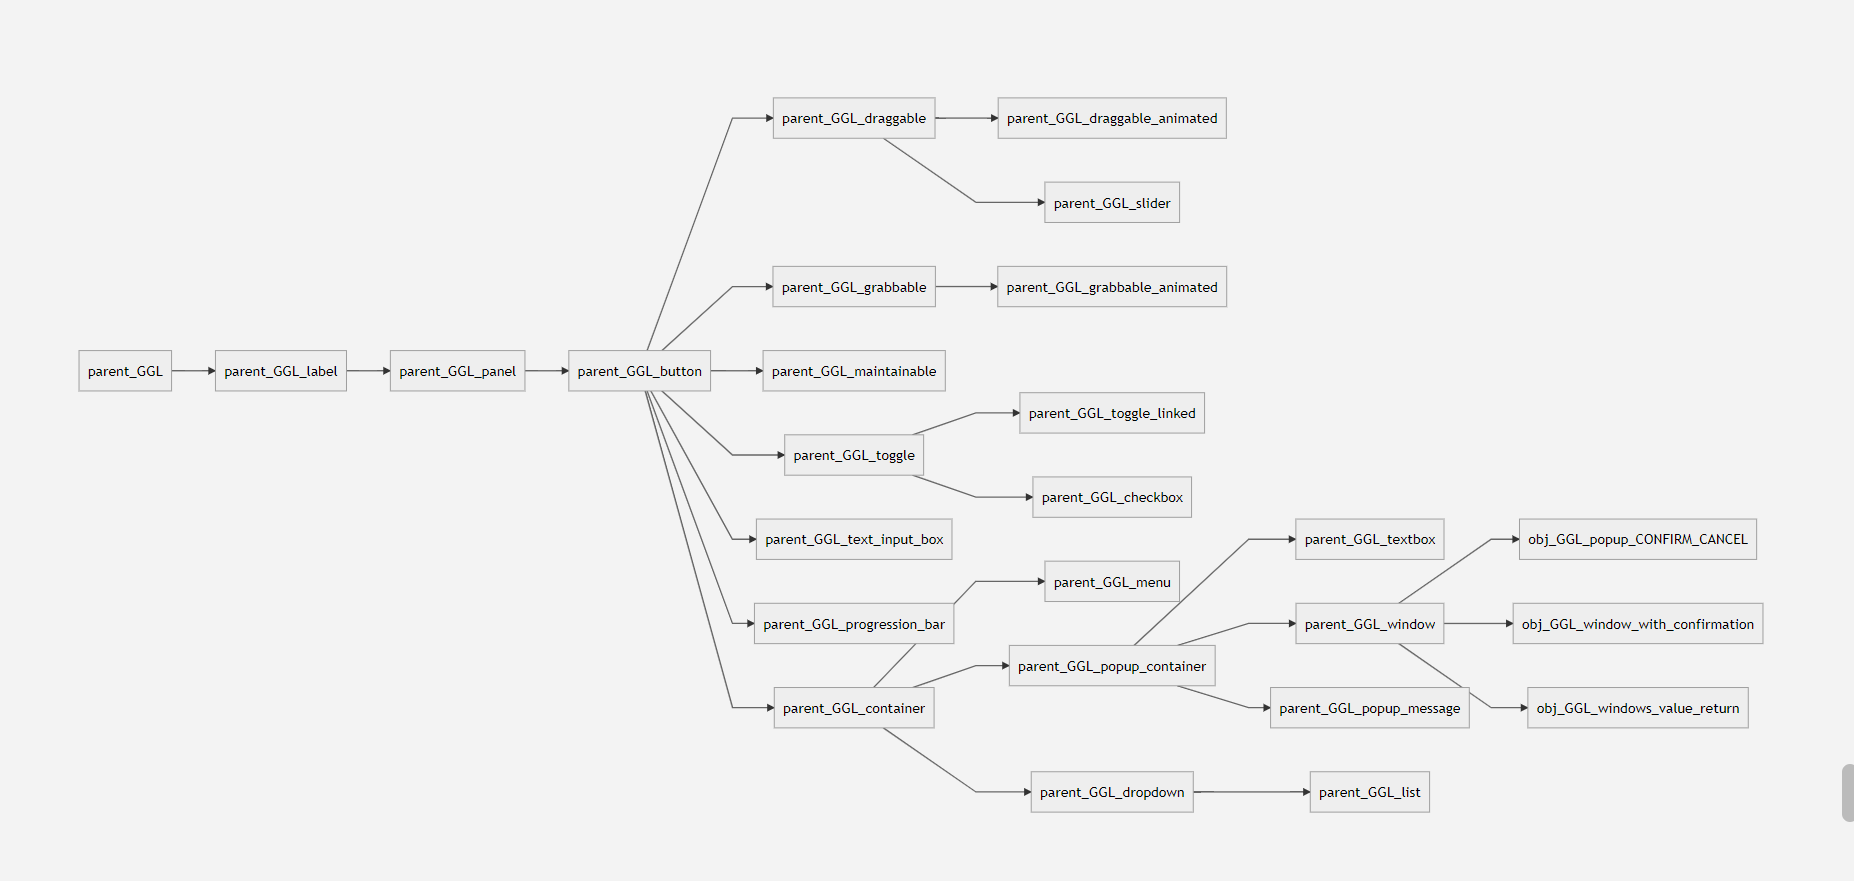 parent_GGL_draggable
parent_GGL_draggable_animated
parent_GGL_slider
parent_GGL_grabbable
parent_GGL_grabbable_animated
parent_GGL
parent_GGL_label
parent_GGL_panel
parent_GGL_button
parent_GGL_maintainable
parent_GGL_toggle_linked
parent_GGL_toggle
parent_GGL_checkbox
parent_GGL_text_input_box
parent_GGL_textbox
obj_GGL_popup_CONFIRM_CANCEL
parent_GGL_menu
parent_GGL_progression_bar
parent_GGL_window
obj_GGL_window_with_confirmation
parent_GGL_popup_container
parent_GGL_container
parent_GGL_popup_message
obj_GGL_windows_value_return
parent_GGL_dropdown
parent_GGL_list